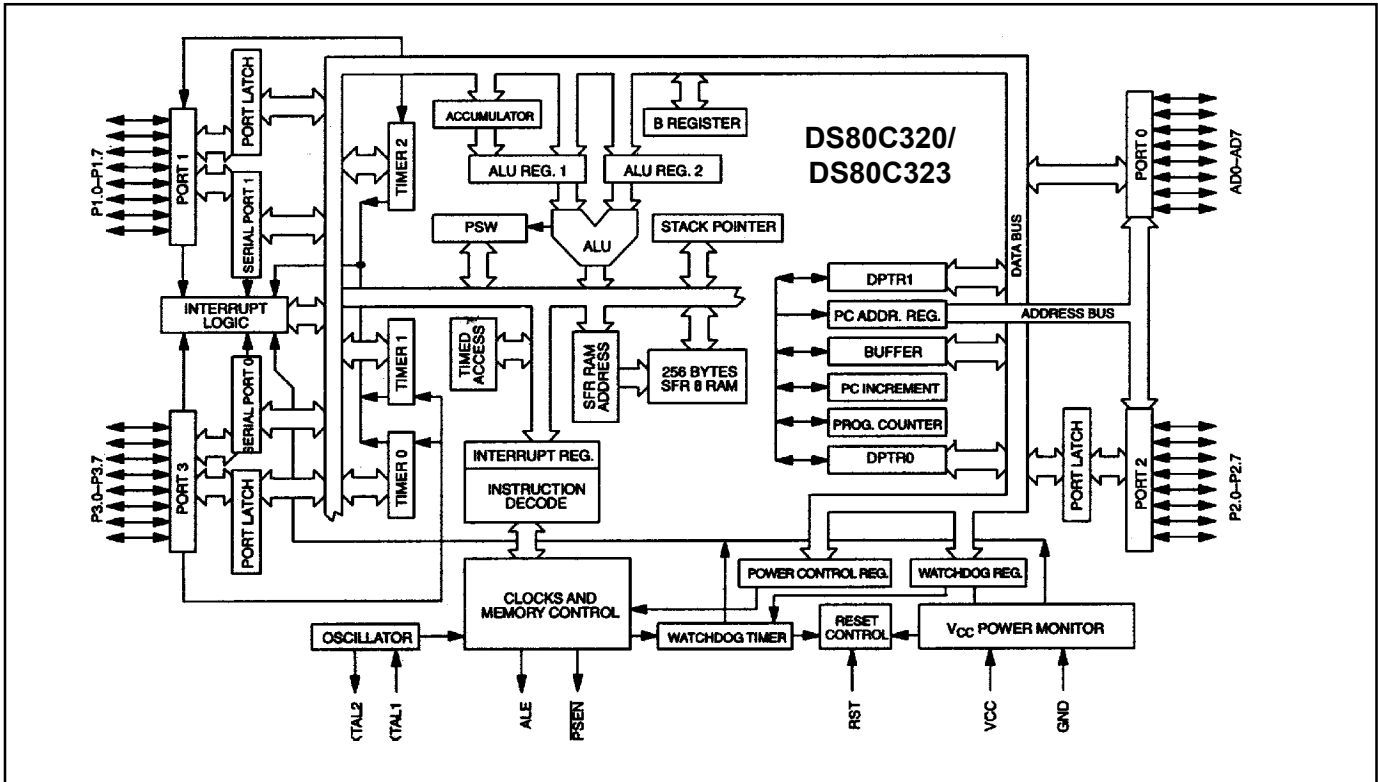 DS80C320/
DS80C323
P1.0–P1.7
PORT 1
PORT LATCH
SERIAL PORT 1
TIMER 2
INTERRUPT
LOGIC
SERIAL PORT 0
TIMER 1
P3.0–P3.7
PORT 3
PORT LATCH
TIMER 0
ACCUMULATOR
B REGISTER
ALU REG. 1
ALU REG. 2
PSW
ALU
STACK POINTER
TIMED
ACCESS
SFR RAM
ADDRESS
256 BYTES
SFR 8 RAM
INTERRUPT REG.
INSTRUCTION
DECODE
DPTR1
PC ADDR. REG.
BUFFER
PC INCREMENT
PROG. COUNTER
DPTR0
DATA BUS
ADDRESS BUS
PORT 0
AD0–AD7
PORT LATCH
PORT 2
P2.0–P2.7
POWER CONTROL REG.
WATCHDOG REG.
CLOCKS AND
MEMORY CONTROL
OSCILLATOR
WATCHDOG TIMER
RESET
CONTROL
VCC POWER MONITOR
XTAL2
XTAL1
ALE
PSEN
RST
VCC
GND